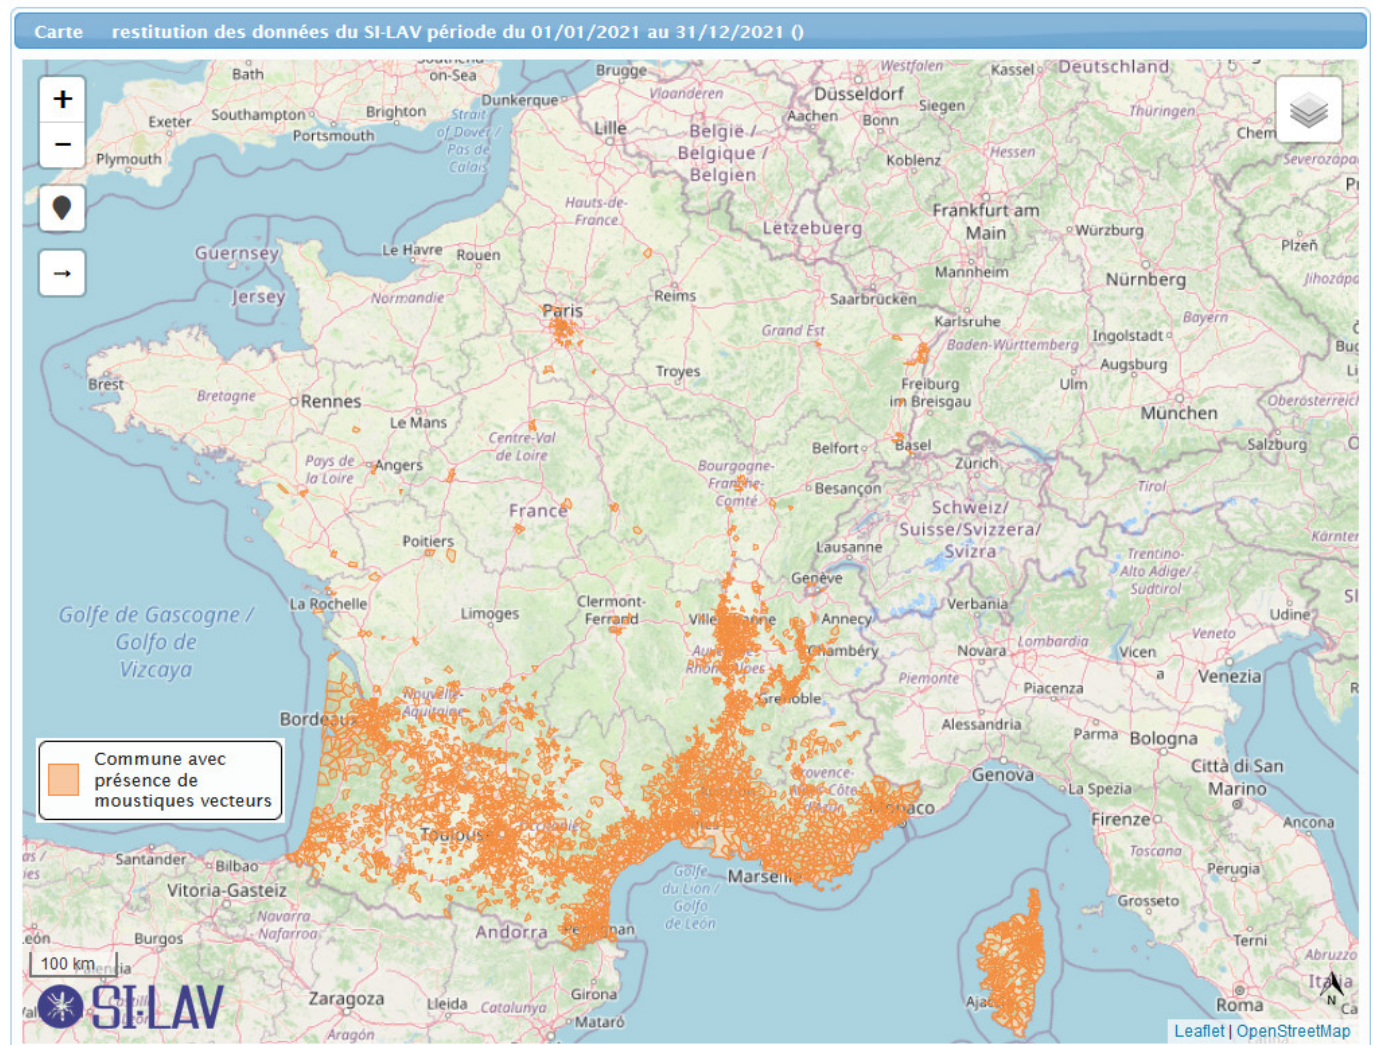 Carte restitution des données du SI-LAV période du 01/01/2021 au 31/12/2021 ()
+
−
→
Bath
on-Sea
Exeter
Southampton
Brighton
Portsmouth
Plymouth
Strait
of Dover /
Pas de
Calais
Dunkerque
Brugge
Vlaanderen
Lille
België /
Belgique /
Belgien
Westfalen
Kassel
Deutschland
Düsseldorf
Siegen
Aachen
Bonn
Thüringen
Koblenz
Hessen
Frankfurt am
Main
Würzburg
Plzeň
Lëtzebuerg
Hauts-de-
France
Guernsey
Jersey
Le Havre
Rouen
Normandie
Paris
Reims
Saarbrücken
Mannheim
Nürnberg
Karlsruhe
Baden-Württemberg
Ingolstadt
Bayern
Grand Est
Troyes
Augsburg
Ulm
Freiburg
im Breisgau
München
Brest
Bretagne
Rennes
Le Mans
Centre-Val
de Loire
Pays de
la Loire
Angers
Belfort
Basel
Zürich
Salzburg
Bourgogne-
Franche-
Comté
Besançon
Tirol
France
Schweiz/
Suisse/Svizzera/
Svizra
Poitiers
Lausanne
Trentino-
Alto Adige/
Südtirol
Kärnten
Genève
La Rochelle
Limoges
Clermont-
Ferrand
Annecy
Verbania
Udine
Golfe de Gascogne /
Golfo de
Vizcaya
Chambéry
Novara
Lombardia
Veneto
Vicen
a
Venezia
Piemonte
Piacenza
Grenoble
Nouvelle-
Aquitaine
Bordeaux
Alessandria
Parma
Bologna
Genova
La Spezia
Città di San
Marino
Firenze
Ancona
Toscana
Perugia
Commune avec
présence de
moustiques vecteurs
Provence-
Toulouse
Occitanie
Marseille
Golfe
du Lion /
Golfo
de León
Santander
Bilbao
Vitoria-Gasteiz
Navarra
Nafarroa
Burgos
Andorra
Grosseto
Terni
Abruzzo
100 km
SI-LAV
Zaragoza
Lleida
Catalunya
Girona
Mataró
Aragón
Roma
N
Leaflet | OpenStreetMap